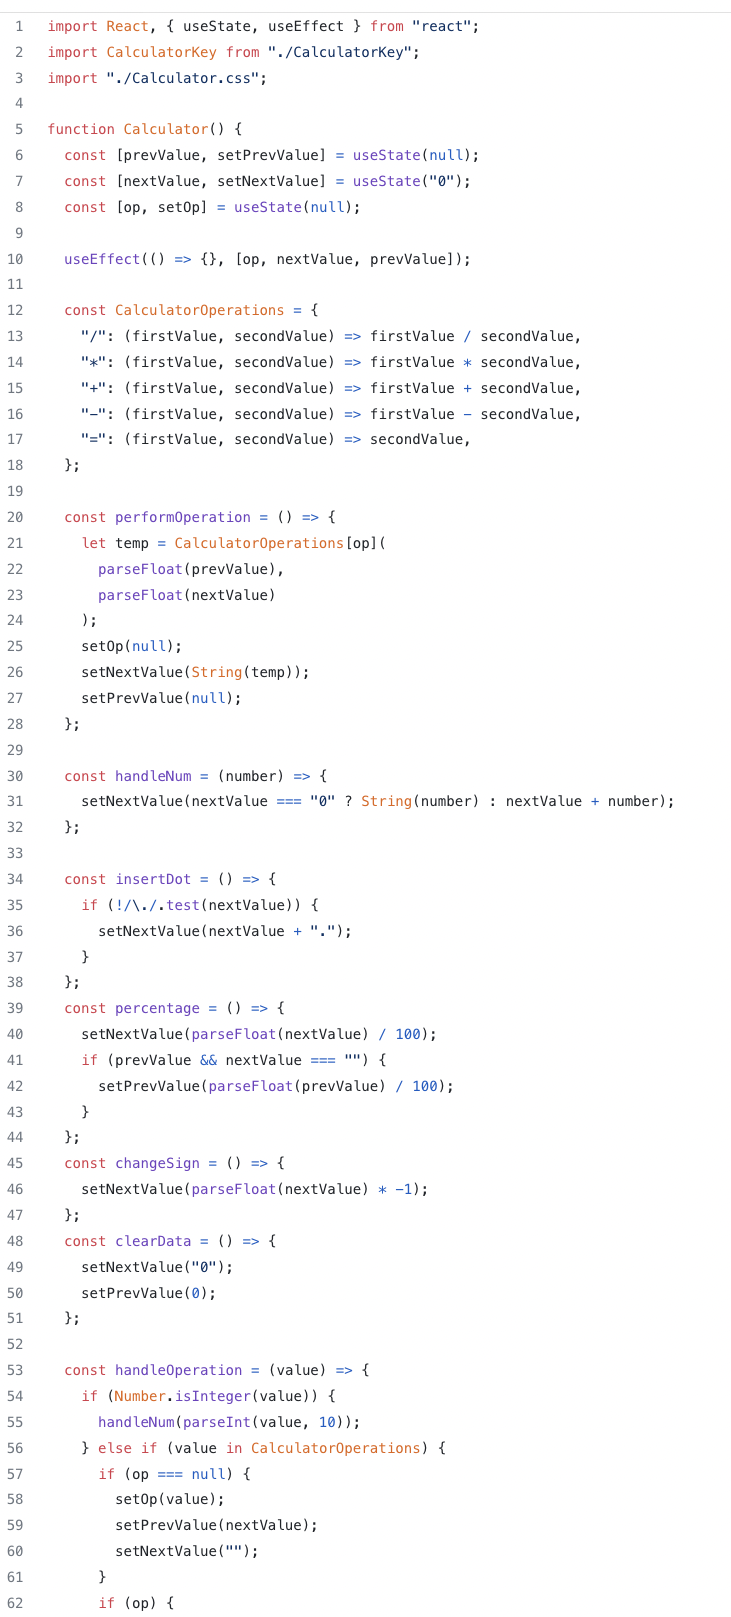 1 import React, { useState, useEffect } from "react";
2 import CalculatorKey from "./CalculatorKey";
3 import "./Calculator.css";
4
5 function Calculator() {
6   const [prevValue, setPrevValue] = useState(null);
7   const [nextValue, setNextValue] = useState("0");
8   const [op, setOp] = useState(null);
9
10   useEffect(() => {}, [op, nextValue, prevValue]);
11
12   const CalculatorOperations = {
13     "/": (firstValue, secondValue) => firstValue / secondValue,
14     "*": (firstValue, secondValue) => firstValue * secondValue,
15     "+": (firstValue, secondValue) => firstValue + secondValue,
16     "-": (firstValue, secondValue) => firstValue - secondValue,
17     "=": (firstValue, secondValue) => secondValue,
18   };
19
20   const performOperation = () => {
21     let temp = CalculatorOperations[op](
22       parseFloat(prevValue),
23       parseFloat(nextValue)
24     );
25     setOp(null);
26     setNextValue(String(temp));
27     setPrevValue(null);
28   };
29
30   const handleNum = (number) => {
31     setNextValue(nextValue === "0" ? String(number) : nextValue + number);
32   };
33
34   const insertDot = () => {
35     if (!/\./.test(nextValue)) {
36       setNextValue(nextValue + ".");
37     }
38   };
39   const percentage = () => {
40     setNextValue(parseFloat(nextValue) / 100);
41     if (prevValue && nextValue === "") {
42       setPrevValue(parseFloat(prevValue) / 100);
43     }
44   };
45   const changeSign = () => {
46     setNextValue(parseFloat(nextValue) * -1);
47   };
48   const clearData = () => {
49     setNextValue("0");
50     setPrevValue(0);
51   };
52
53   const handleOperation = (value) => {
54     if (Number.isInteger(value)) {
55       handleNum(parseInt(value, 10));
56     } else if (value in CalculatorOperations) {
57       if (op === null) {
58         setOp(value);
59         setPrevValue(nextValue);
60         setNextValue("");
61       }
62       if (op) {